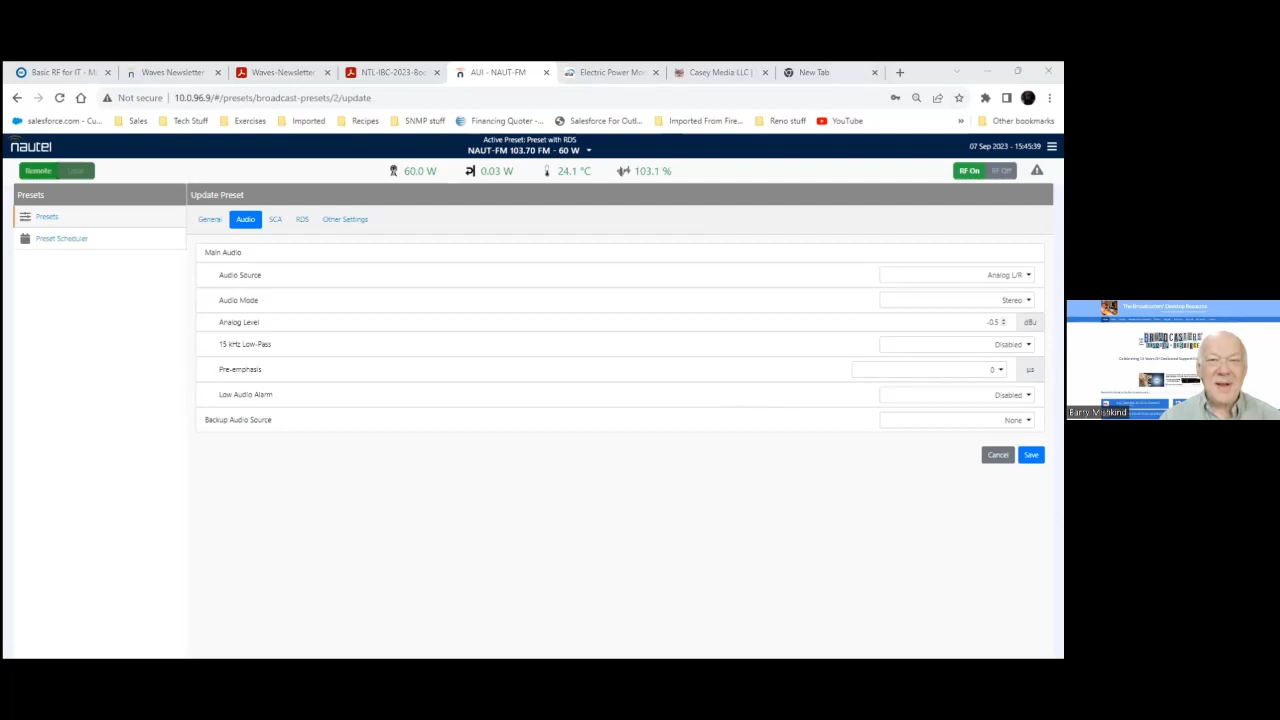 Basic RF for IT - M
Waves Newsletter
Waves-Newsletter
NTL-IBC-2023-Boo
AUI - NAUT-FM
Electric Power Mo
Casey Media LLC |
New Tab
Not secure
10.0.96.9/#/presets/broadcast-presets/2/update
salesforce.com - Cu...
Sales
Tech Stuff
Exercises
Imported
Recipes
SNMP stuff
Financing Quoter -...
Salesforce For Outl...
Imported From Fire...
Reno stuff
YouTube
»
Other bookmarks
nautel
Active Preset: Preset with RDS
NAUT-FM 103.70 FM - 60 W
07 Sep 2023 - 15:45:39
Remote
Local
60.0 W
0.03 W
24.1 °C
103.1 %
RF On
RF Off
Presets
Presets
Preset Scheduler
Update Preset
General
Audio
SCA
RDS
Other Settings
Main Audio
Audio Source
Analog L/R
Audio Mode
Stereo
Analog Level
-0.5
dBu
15 kHz Low-Pass
Disabled
Pre-emphasis
0
µs
Low Audio Alarm
Disabled
Backup Audio Source
None
Cancel
Save
The Broadcasters' Desktop Resource
Barry Mishkind